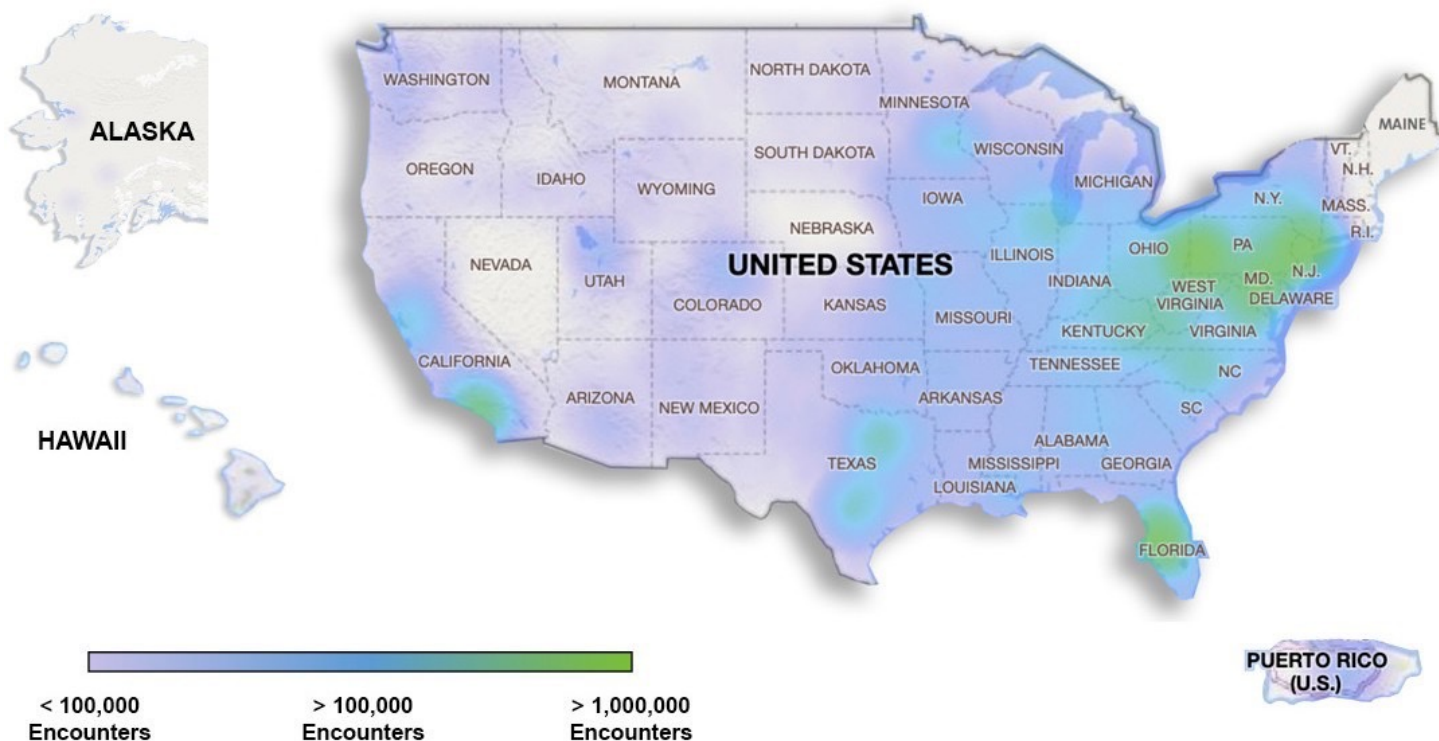 ALASKA
HAWAII
WASHINGTON
MONTANA
NORTH DAKOTA
MINNESOTA
MAINE
VT.
N.H.
OREGON
IDAHO
WYOMING
SOUTH DAKOTA
WISCONSIN
MICHIGAN
N.Y.
MASS.
R.I.
IOWA
NEBRASKA
NEVADA
UTAH
UNITED STATES
ILLINOIS
OHIO
PA
INDIANA
WEST
VIRGINIA
MD.
N.J.
DELAWARE
COLORADO
KANSAS
MISSOURI
KENTUCKY
VIRGINIA
CALIFORNIA
OKLAHOMA
TENNESSEE
NC
ARIZONA
NEW MEXICO
ARKANSAS
SC
ALABAMA
TEXAS
MISSISSIPPI
GEORGIA
LOUISIANA
FLORIDA
PUERTO RICO
(U.S.)
< 100,000
Encounters
> 100,000
Encounters
> 1,000,000
Encounters